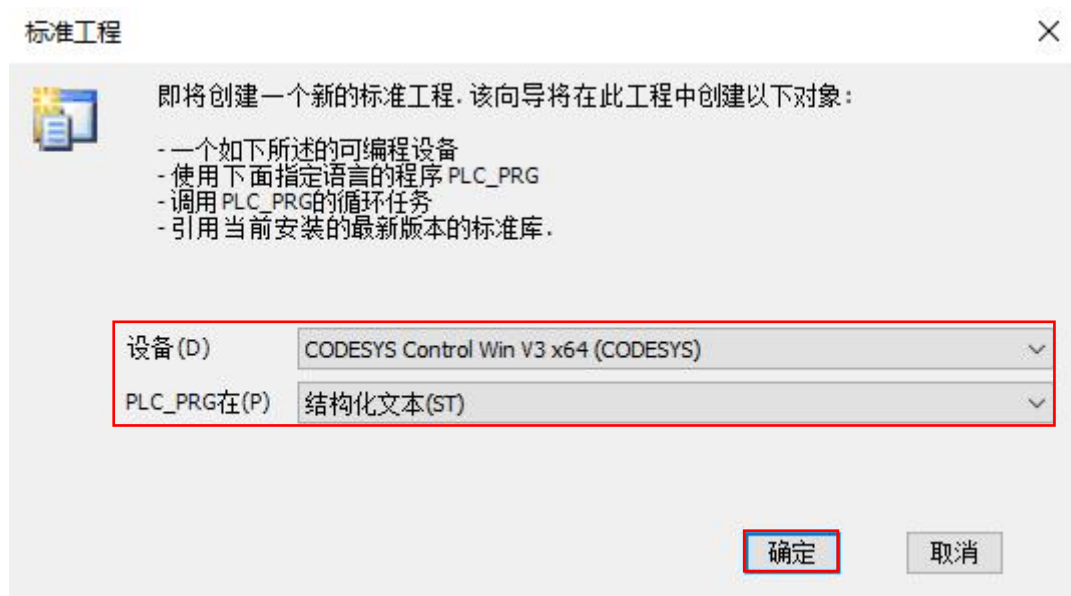 标准工程
即将创建一个新的标准工程.该向导将在此工程中创建以下对象:
-一个如下所述的可编程设备
-使用下面指定语言的程序 PLC_PRG
-调用 PLC_PRG的循环任务
-引用当前安装的最新版本的标准库.
设备(D) CODESYS Control Win V3 x64 (CODESYS)
PLC_PRG在(P) 结构化文本(ST)
确定 取消